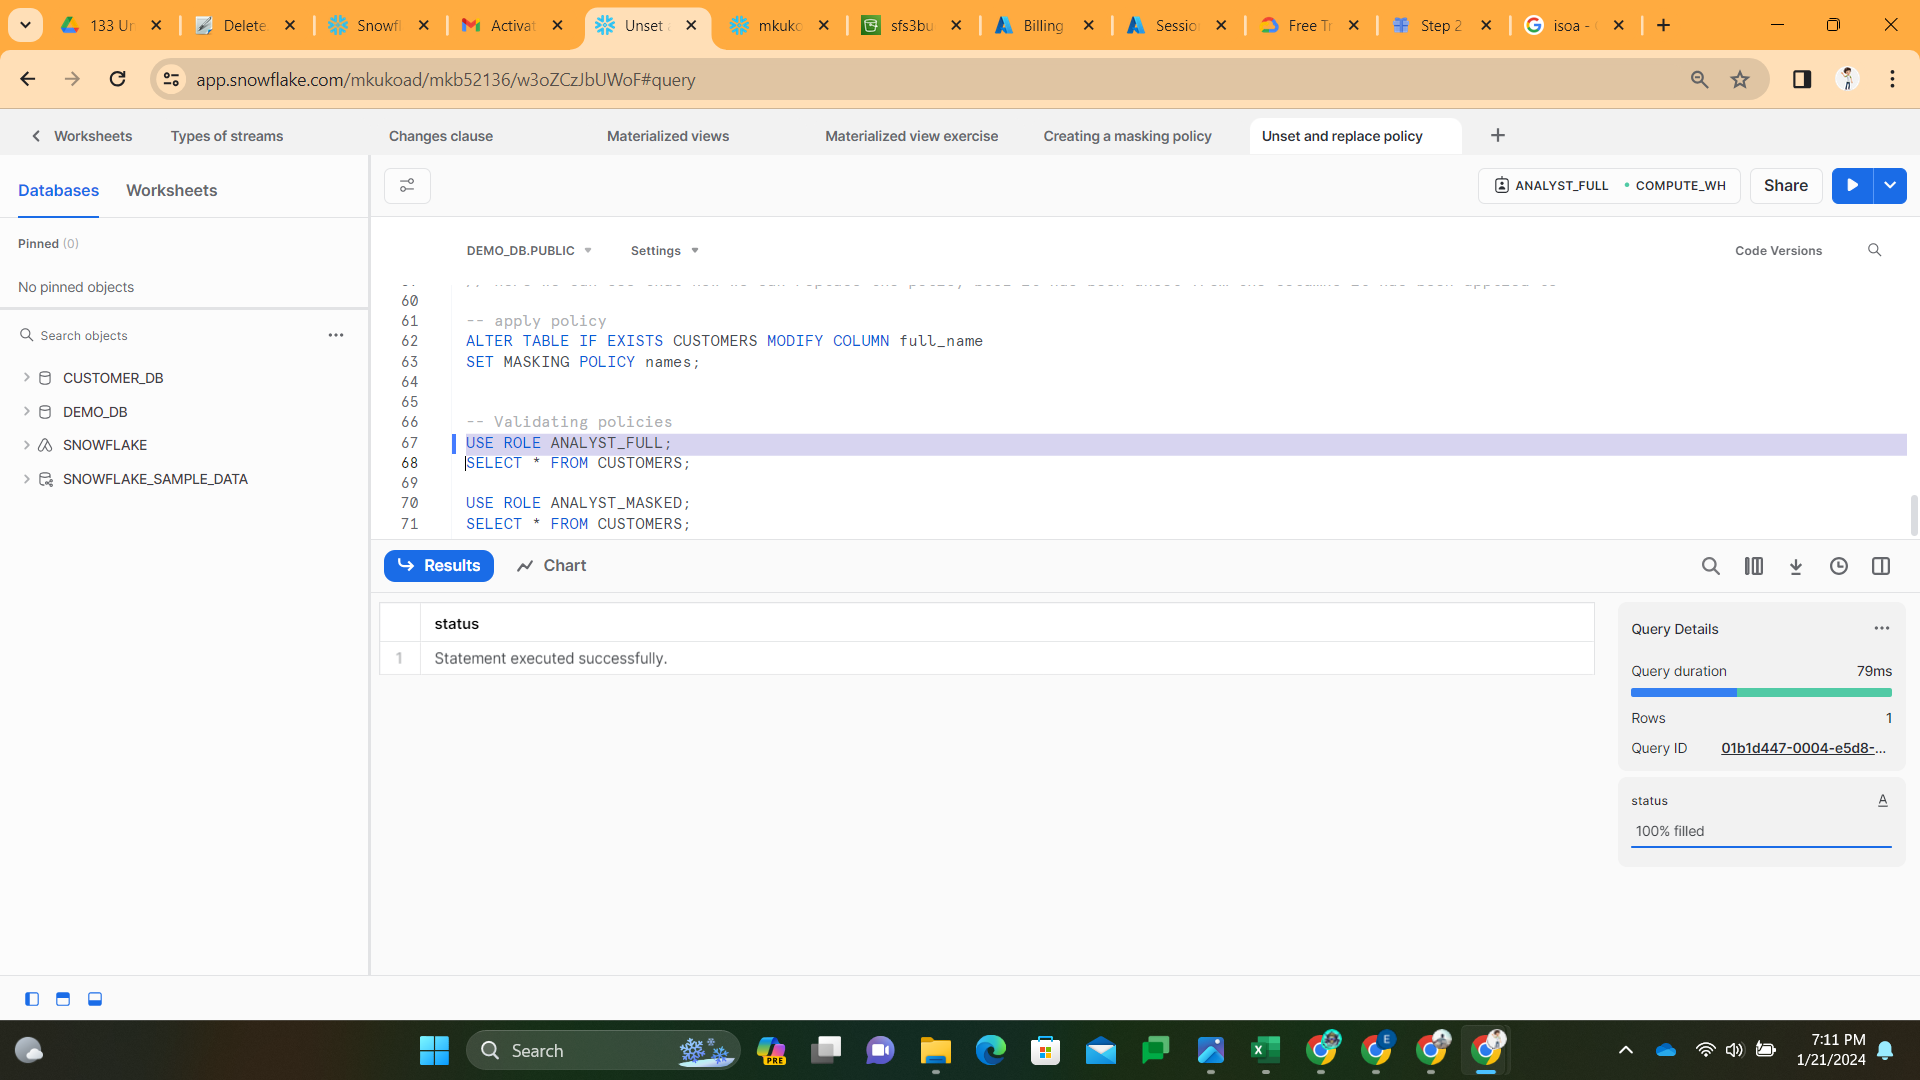 133 Un
Delete
Snowfl
Activat
Unset a
mkuko
sfs3bu
Billing
Sessio
Free Tr
Step 2
isoa -
app.snowflake.com/mkukoad/mkb52136/w3oZCzJbUWoF#query
Worksheets
Types of streams
Changes clause
Materialized views
Materialized view exercise
Creating a masking policy
Unset and replace policy
Databases
Worksheets
ANALYST_FULL
COMPUTE_WH
Share
Pinned (0)
No pinned objects
DEMO_DB.PUBLIC
Settings
Code Versions
Search objects
CUSTOMER_DB
DEMO_DB
SNOWFLAKE
SNOWFLAKE_SAMPLE_DATA
60
61 -- apply policy
62 ALTER TABLE IF EXISTS CUSTOMERS MODIFY COLUMN full_name
63 SET MASKING POLICY names;
64
65
66 -- Validating policies
67 USE ROLE ANALYST_FULL;
68 SELECT * FROM CUSTOMERS;
69
70 USE ROLE ANALYST_MASKED;
71 SELECT * FROM CUSTOMERS;
Results
Chart
status
1 Statement executed successfully.
Query Details
Query duration 79ms
Rows 1
Query ID 01b1d447-0004-e5d8-...
status
A
100% filled
Search
PRE
E
7:11 PM
1/21/2024